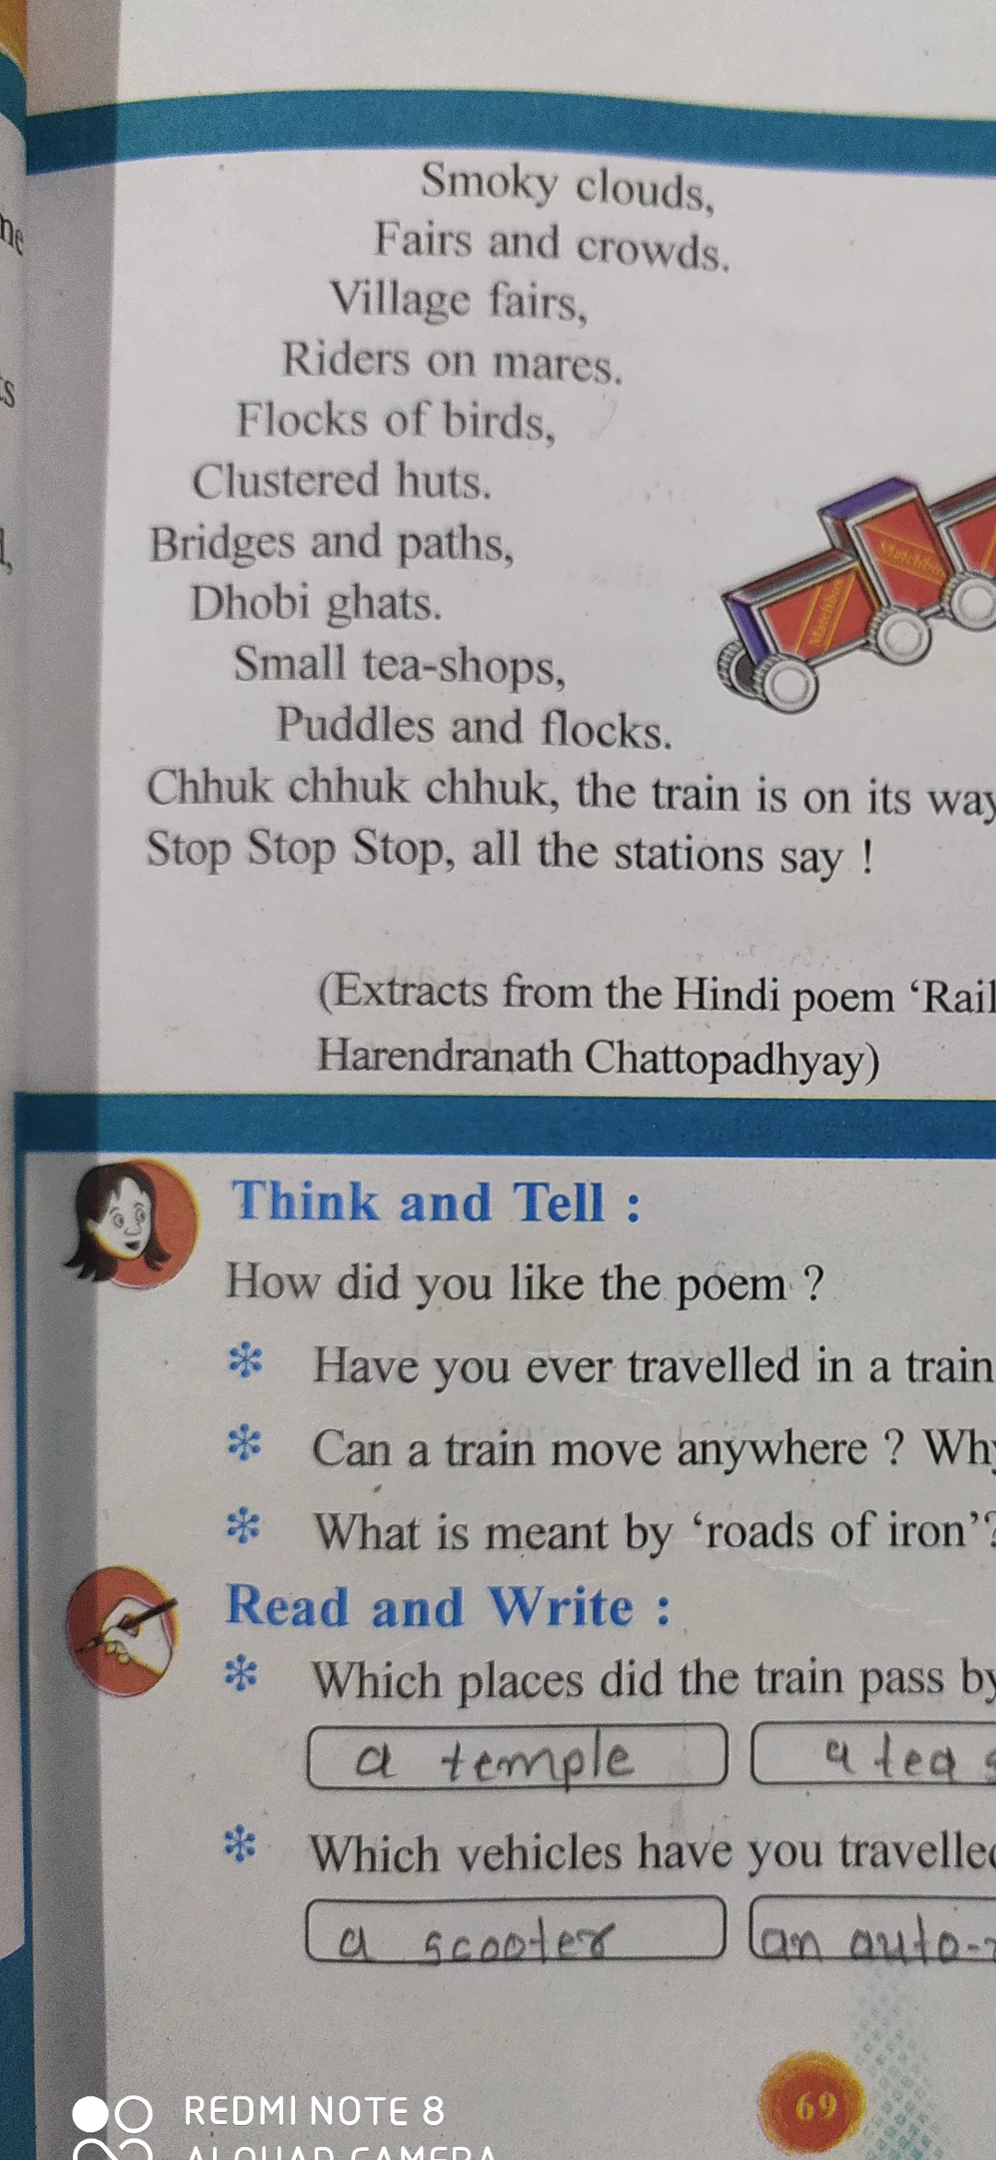 Smoky clouds,
Fairs and crowds.
Village fairs,
Riders on mares.
Flocks of birds,
Clustered huts.
Bridges and paths,
Dhobi ghats.
Small tea-shops,
Puddles and flocks.
Chhuk chhuk chhuk, the train is on its way
Stop Stop Stop, all the stations say !
(Extracts from the Hindi poem ‘Rail
Harendranath Chattopadhyay)
Think and Tell :
How did you like the poem ?
Have you ever travelled in a train
Can a train move anywhere ? Why
What is meant by ‘roads of iron’?
Read and Write :
Which places did the train pass by
a temple a tea s
Which vehicles have you travelled
a scooter an auto-r
69
REDMI NOTE 8
AI QUAD CAMERA